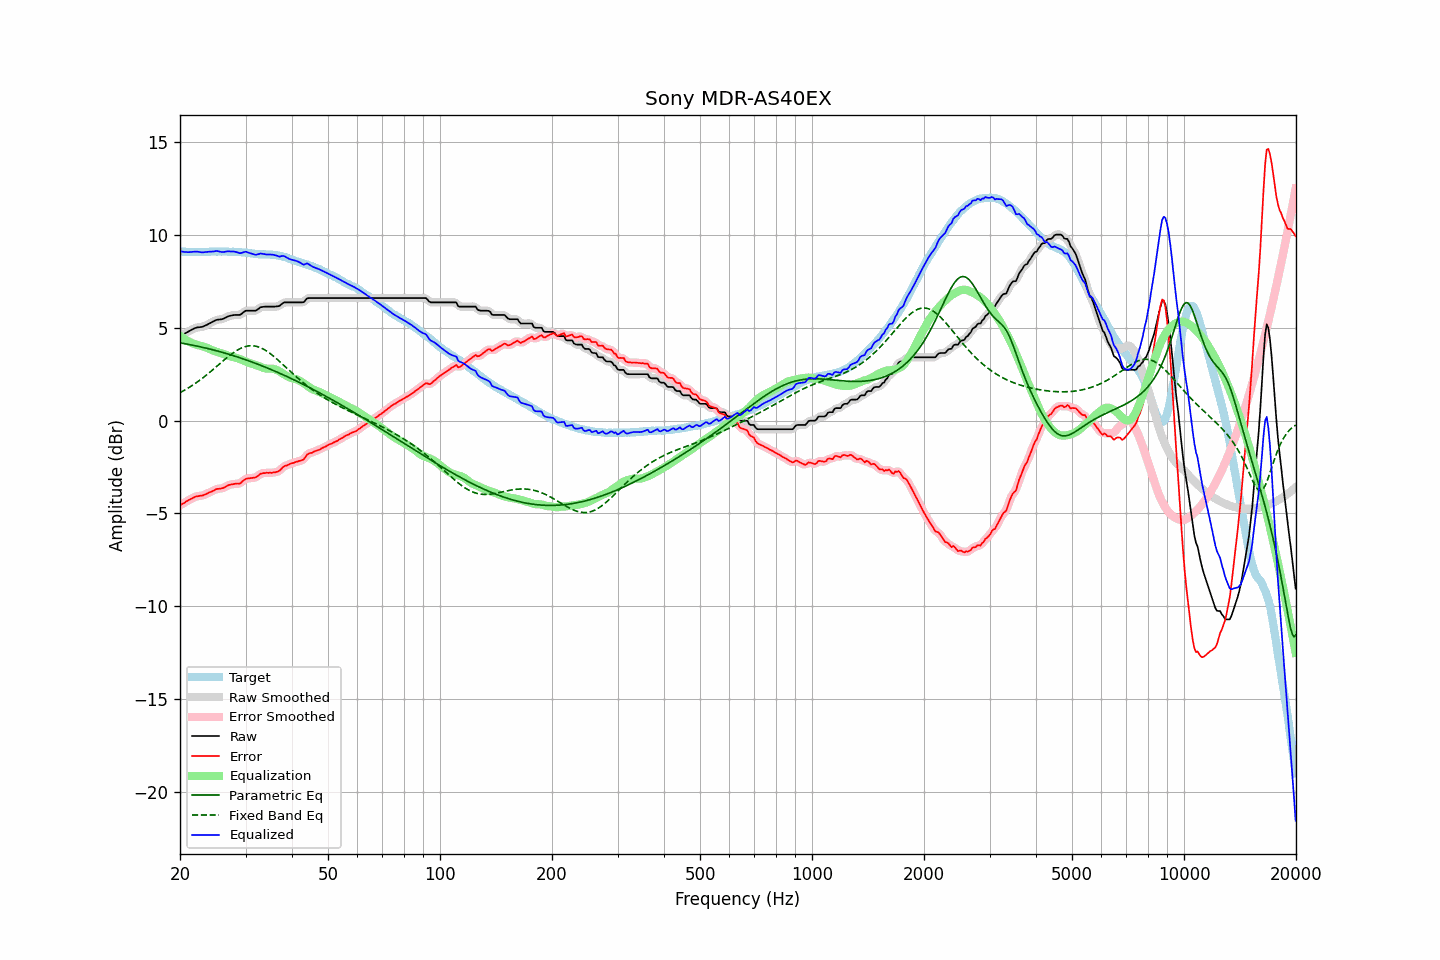 Sony MDR-AS40EX
Amplitude (dBr)
15
10
5
0
−5
−10
−15
−20
Target
Raw Smoothed
Error Smoothed
Raw
Error
Equalization
Parametric Eq
Fixed Band Eq
Equalized
20
50
100
200
500
1000
2000
5000
10000
20000
Frequency (Hz)